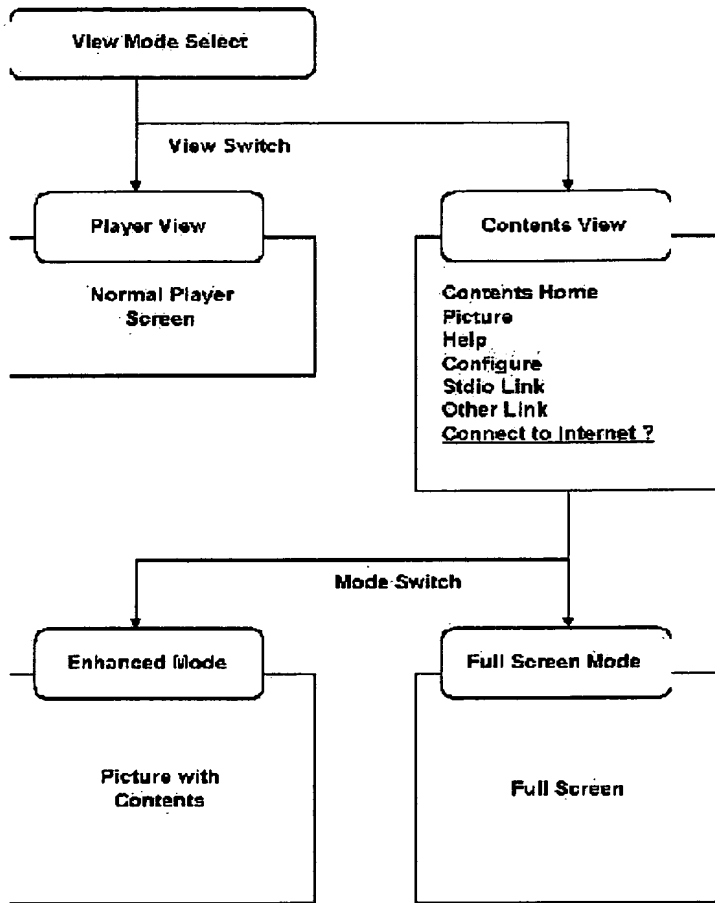 View Mode Select
View Switch
Player View
Normal Player
Screen
Contents View
Contents Home
Picture
Help
Configure
Stdio Link
Other Link
Connect to Internet ?
Mode Switch
Enhanced Mode
Picture with
Contents
Full Screen Mode
Full Screen